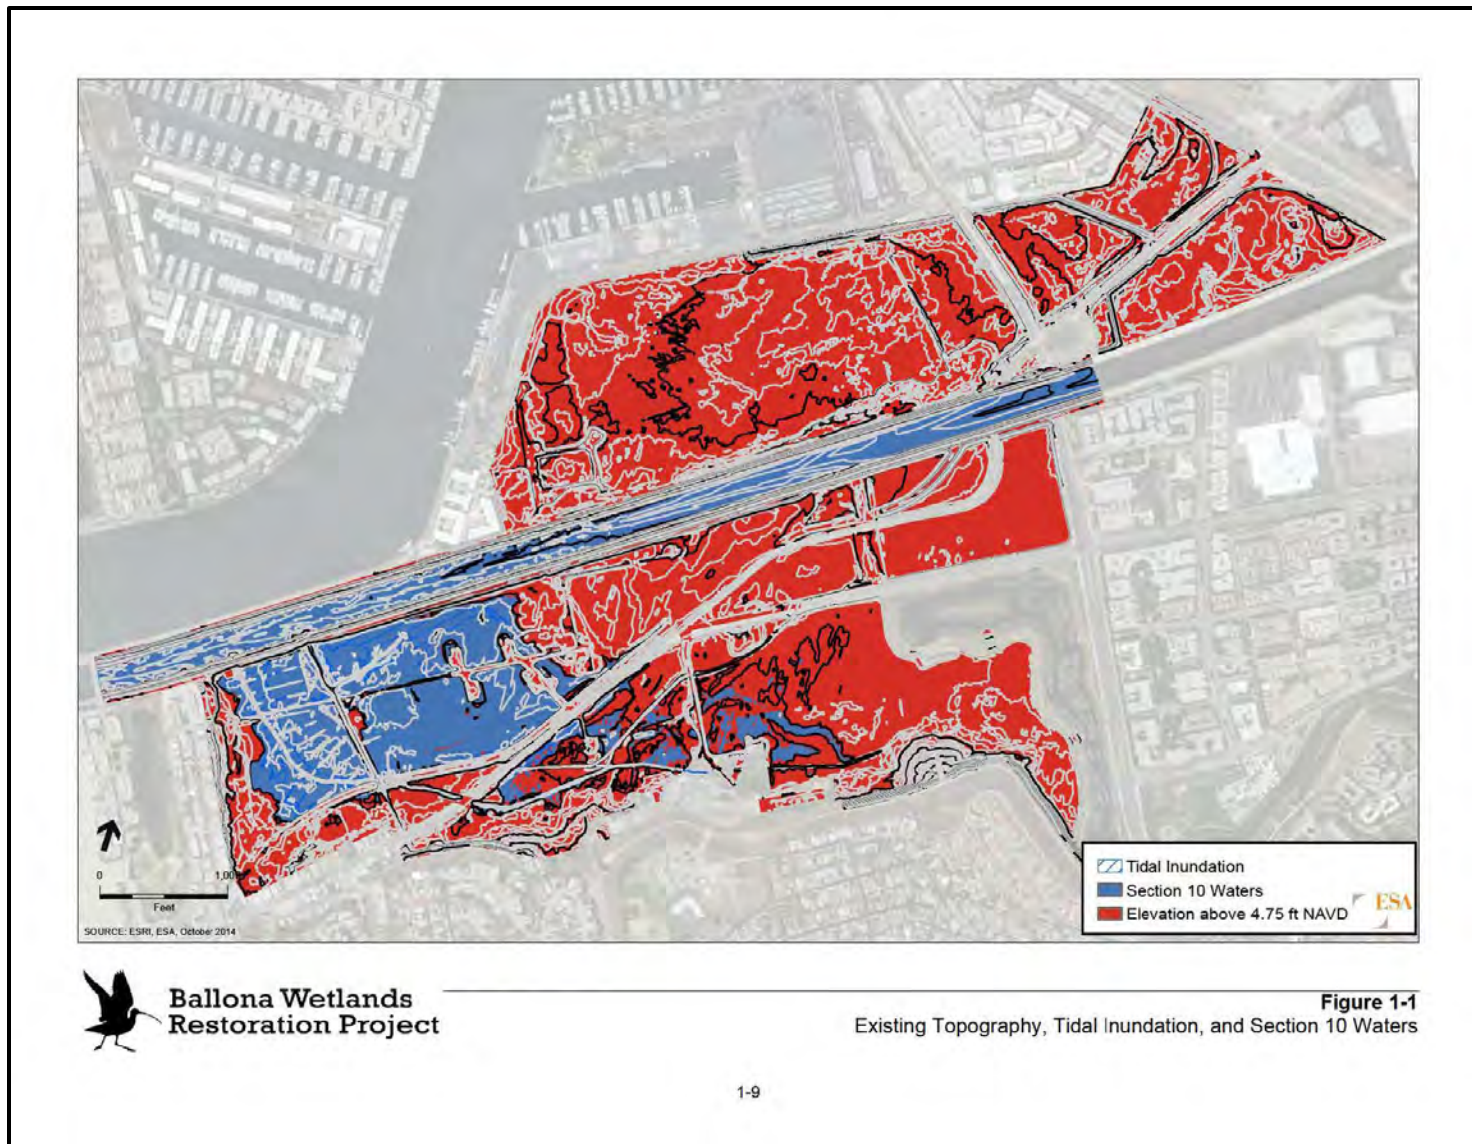 0
1,000
Feet
SOURCE: ESRI, ESA, October 2014
Tidal Inundation
Section 10 Waters
Elevation above 4.75 ft NAVD
ESA
Ballona Wetlands
Restoration Project
Figure 1-1
Existing Topography, Tidal Inundation, and Section 10 Waters
1-9